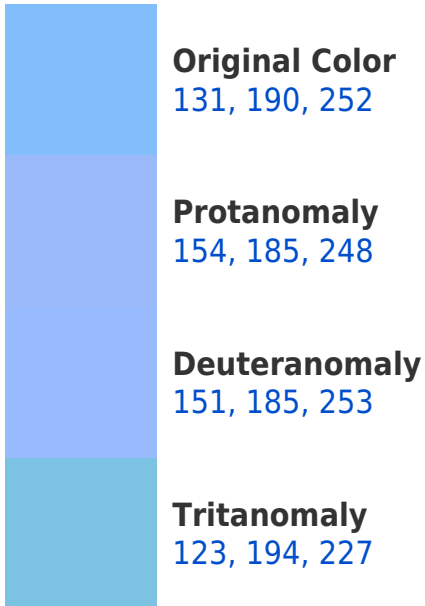 Original Color
131, 190, 252
Protanomaly
154, 185, 248
Deuteranomaly
151, 185, 253
Tritanomaly
123, 194, 227